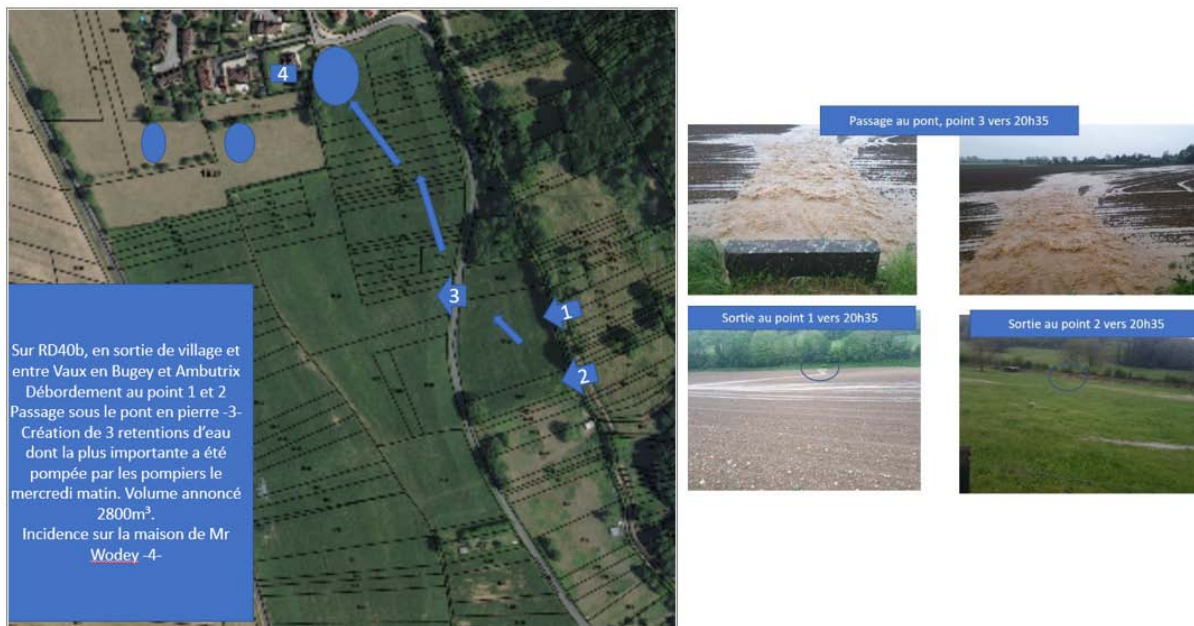 4
3
1
2
Sur RD40b, en sortie de village et
entre Vaux en Bugey et Ambutrix
Débordement au point 1 et 2
Passage sous le pont en pierre -3-
Création de 3 retentions d'eau
dont la plus importante a été
pompée par les pompiers le
mercredi matin. Volume annoncé
2800m³.
Incidence sur la maison de Mr
Wodey -4-
Passage au pont, point 3 vers 20h35
Sortie au point 1 vers 20h35
Sortie au point 2 vers 20h35